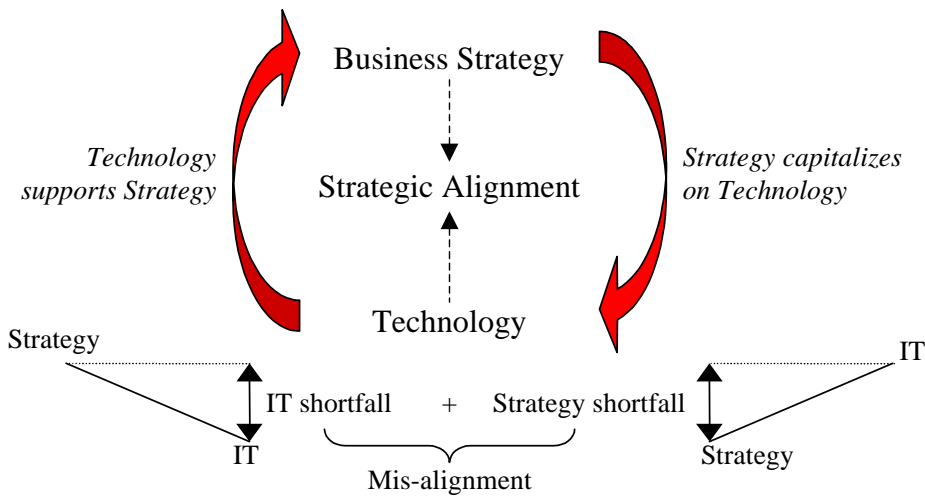 Business Strategy
Technology
supports Strategy
Strategic Alignment
Strategy capitalizes
on Technology
Technology
Strategy
IT
IT shortfall + Strategy shortfall
IT
Strategy
Mis-alignment